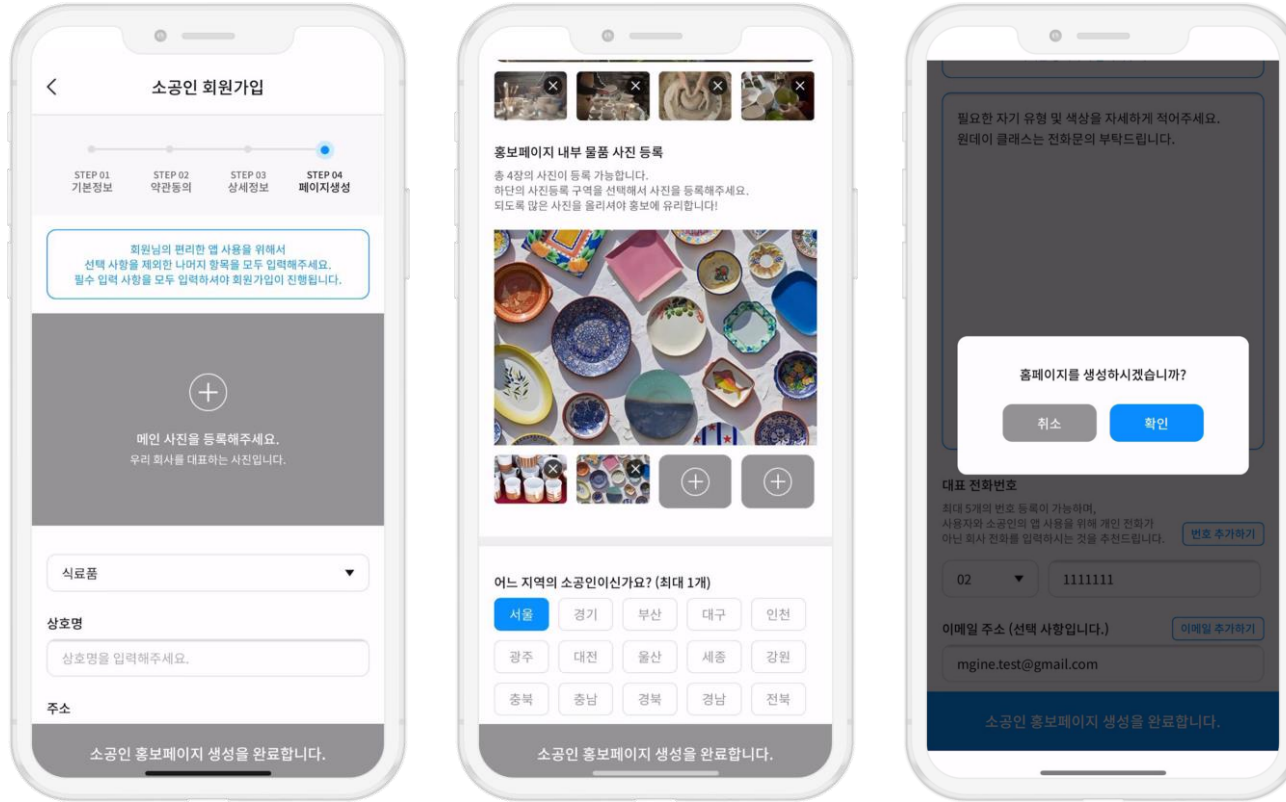 소공인 회원가입
STEP 01
기본정보
STEP 02
약관동의
STEP 03
상세정보
STEP 04
페이지생성
회원님의 편리한 앱 사용을 위해서
선택 사항을 제외한 나머지 항목을 모두 입력해주세요.
필수 입력 사항을 모두 입력하셔야 회원가입이 진행됩니다.
메인 사진을 등록해주세요.
우리 회사를 대표하는 사진입니다.
식료품
상호명
상호명을 입력해주세요.
주소
소공인 홍보페이지 생성을 완료합니다.
홍보페이지 내부 물품 사진 등록
총 4장의 사진이 등록 가능합니다.
하단의 사진등록 구역을 선택해서 사진을 등록해주세요.
되도록 많은 사진을 올리셔야 홍보에 유리합니다!
어느 지역의 소공인이신가요? (최대 1개)
서울 경기 부산 대구 인천
광주 대전 울산 세종 강원
충북 충남 경북 경남 전북
소공인 홍보페이지 생성을 완료합니다.
필요한 자기 유형 및 색상을 자세하게 적어주세요.
원데이 클래스는 전화문의 부탁드립니다.
홈페이지를 생성하시겠습니까?
취소 확인
대표 전화번호
최대 5개의 번호 등록이 가능하며,
사용자와 소공인의 앱 사용을 위해 개인 전화가
아닌 회사 전화를 입력하시는 것을 추천드립니다.
번호 추가하기
02 1111111
이메일 주소 (선택 사항입니다.) 이메일 추가하기
mgine.test@gmail.com
소공인 홍보페이지 생성을 완료합니다.